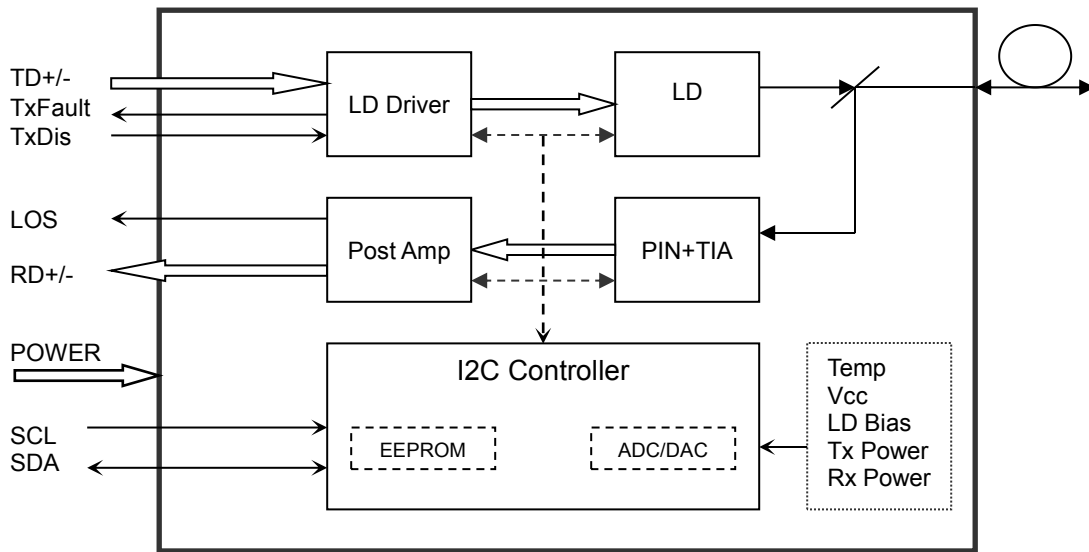 TD+/-
TxFault
TxDis
LD Driver
LD
LOS
RD+/-
Post Amp
PIN+TIA
POWER
SCL
SDA
I2C Controller
EEPROM
ADC/DAC
Temp
Vcc
LD Bias
Tx Power
Rx Power